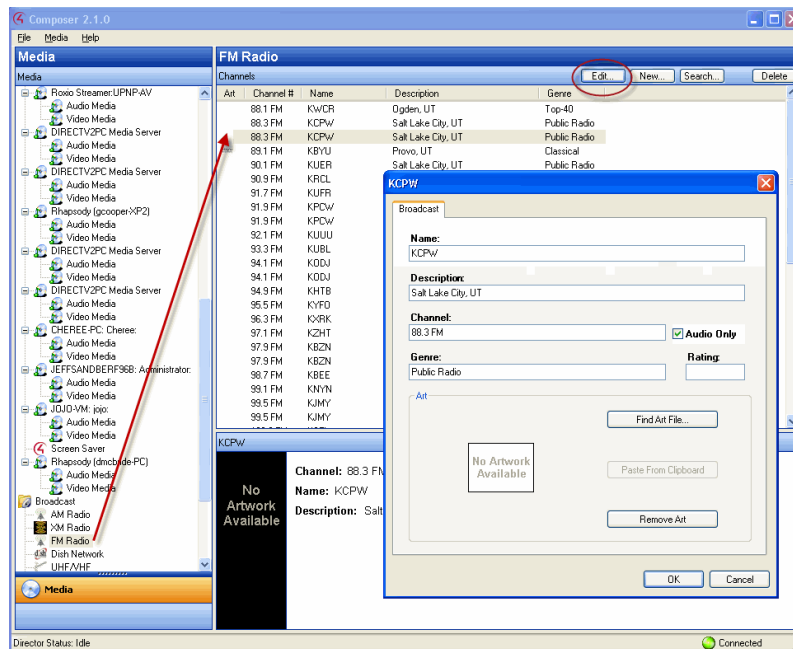 Composer 2.1.0
File Media Help
Media
Media
Roxio Streamer:UPNP-AV
Audio Media
Video Media
DIRECTV2PC Media Server
Audio Media
Video Media
DIRECTV2PC Media Server
Audio Media
Video Media
Rhapsody (gcooper-XP2)
Audio Media
Video Media
DIRECTV2PC Media Server
Audio Media
Video Media
DIRECTV2PC Media Server
Audio Media
Video Media
CHEREE-PC: Cheree:
Audio Media
Video Media
JEFFSANDBERF96B: Administrator:
Audio Media
Video Media
JOJO-VM: jojo:
Audio Media
Video Media
Screen Saver
Rhapsody (dmcbride-PC)
Audio Media
Video Media
Broadcast
AM Radio
XM Radio
FM Radio
Dish Network
UHF/VHF
Media
FM Radio
Channels Edit... New... Search... Delete
Art Channel # Name Description Genre
88.1 FM KWCR Ogden, UT Top-40
88.3 FM KCPW Salt Lake City, UT Public Radio
88.3 FM KCPW Salt Lake City, UT Public Radio
89.1 FM KBYU Provo, UT Classical
90.1 FM KUER Salt Lake City, UT Public Radio
90.9 FM KRCL
91.7 FM KUFR
91.9 FM KPCW
91.9 FM KPCW
92.1 FM KUUU
93.3 FM KUBL
94.1 FM KODJ
94.1 FM KODJ
94.9 FM KHTB
95.5 FM KYFO
96.3 FM KXRK
97.1 FM KZHT
97.9 FM KBZN
97.9 FM KBZN
98.7 FM KBEE
99.1 FM KNYN
99.5 FM KJMY
99.5 FM KJMY
KCPW
No Artwork Available
Channel: 88.3 FM
Name: KCPW
Description: Salt
KCPW
Broadcast
Name:
KCPW
Description:
Salt Lake City, UT
Channel:
88.3 FM Audio Only
Genre: Rating:
Public Radio
Art
No Artwork
Available
Find Art File...
Paste From Clipboard
Remove Art
OK Cancel
Director Status: Idle Connected